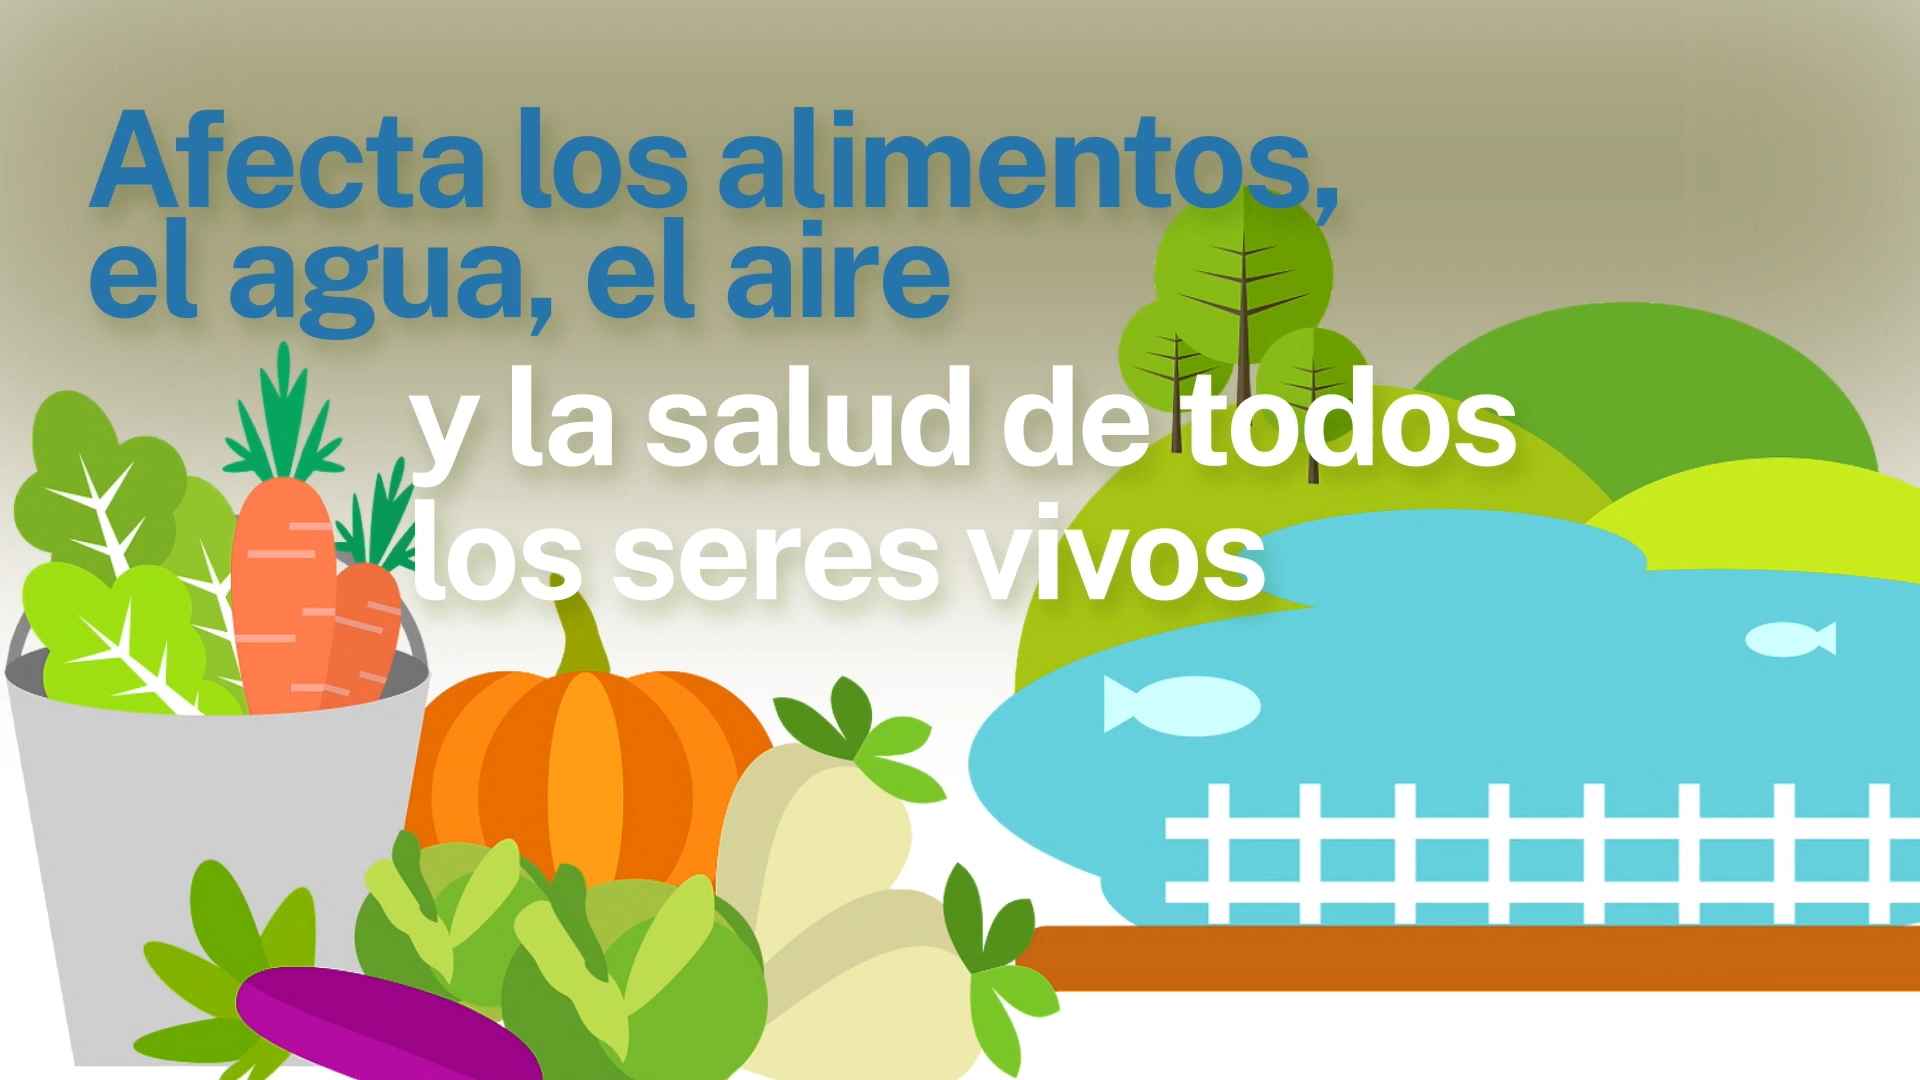 Afecta los alimentos,
el agua, el aire
y la salud de todos
los seres vivos